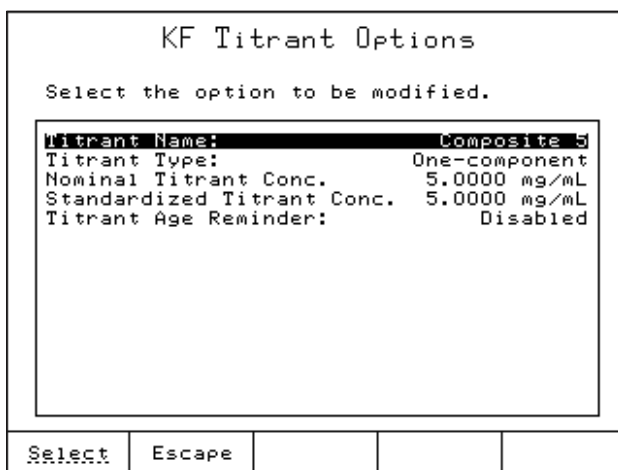 KF Titrant Options
Select the option to be modified.
Titrant Name: Composite 5
Titrant Type: One-component
Nominal Titrant Conc. 5.0000 mg/mL
Standardized Titrant Conc. 5.0000 mg/mL
Titrant Age Reminder: Disabled
Select Escape